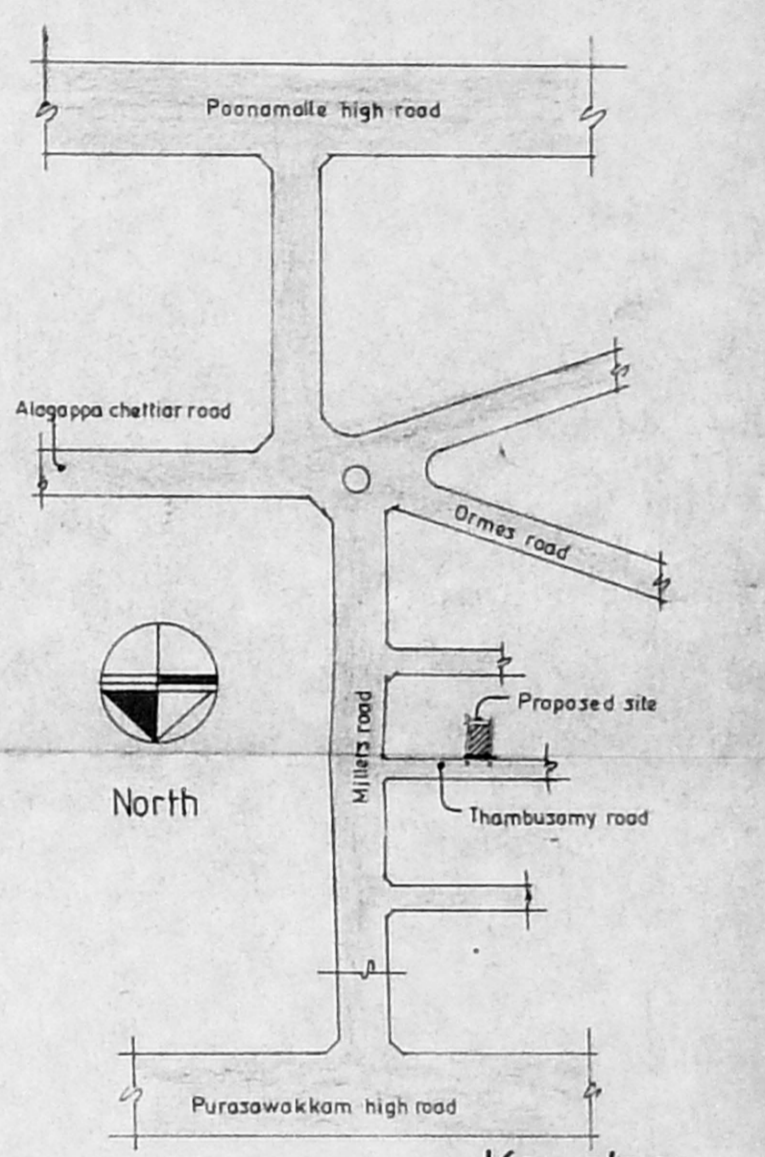 Poonamalle high road
Alagappa chettiar road
Ormes road
Proposed site
Millers road
North
Thambusamy road
Purasawakkam high road